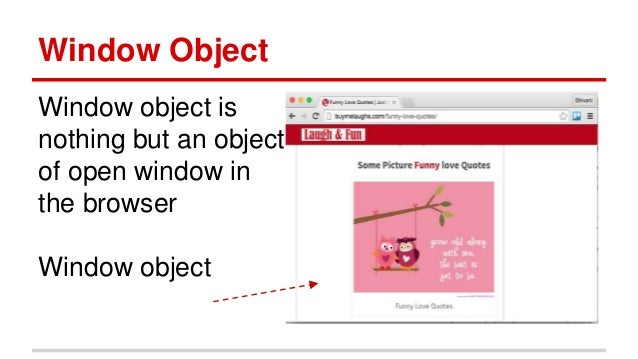 Window Object
Window object is
nothing but an object
of open window in
the browser
Window object
Funny Love Quotes | Just
Shivani
buymelaughs.com/funny-love-quotes/
Laugh & Fun
Some Picture Funny love Quotes
grow old along
with me
the best is
yet to be
Funny Love Quotes